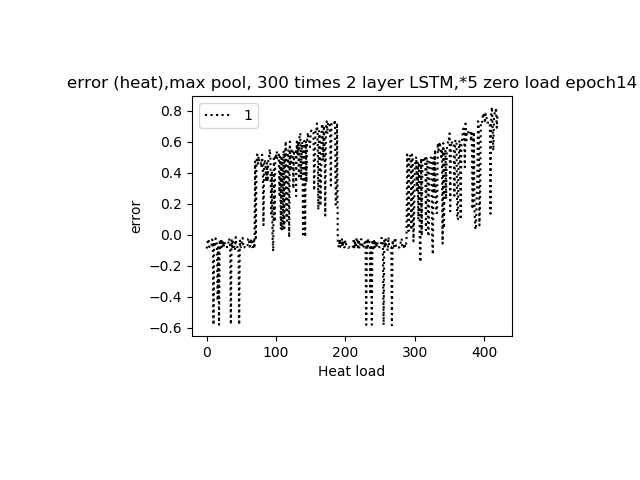 error (heat),max pool, 300 times 2 layer LSTM,*5 zero load epoch14
1
0.8
0.6
0.4
0.2
0.0
−0.2
−0.4
−0.6
error
0 100 200 300 400
Heat load